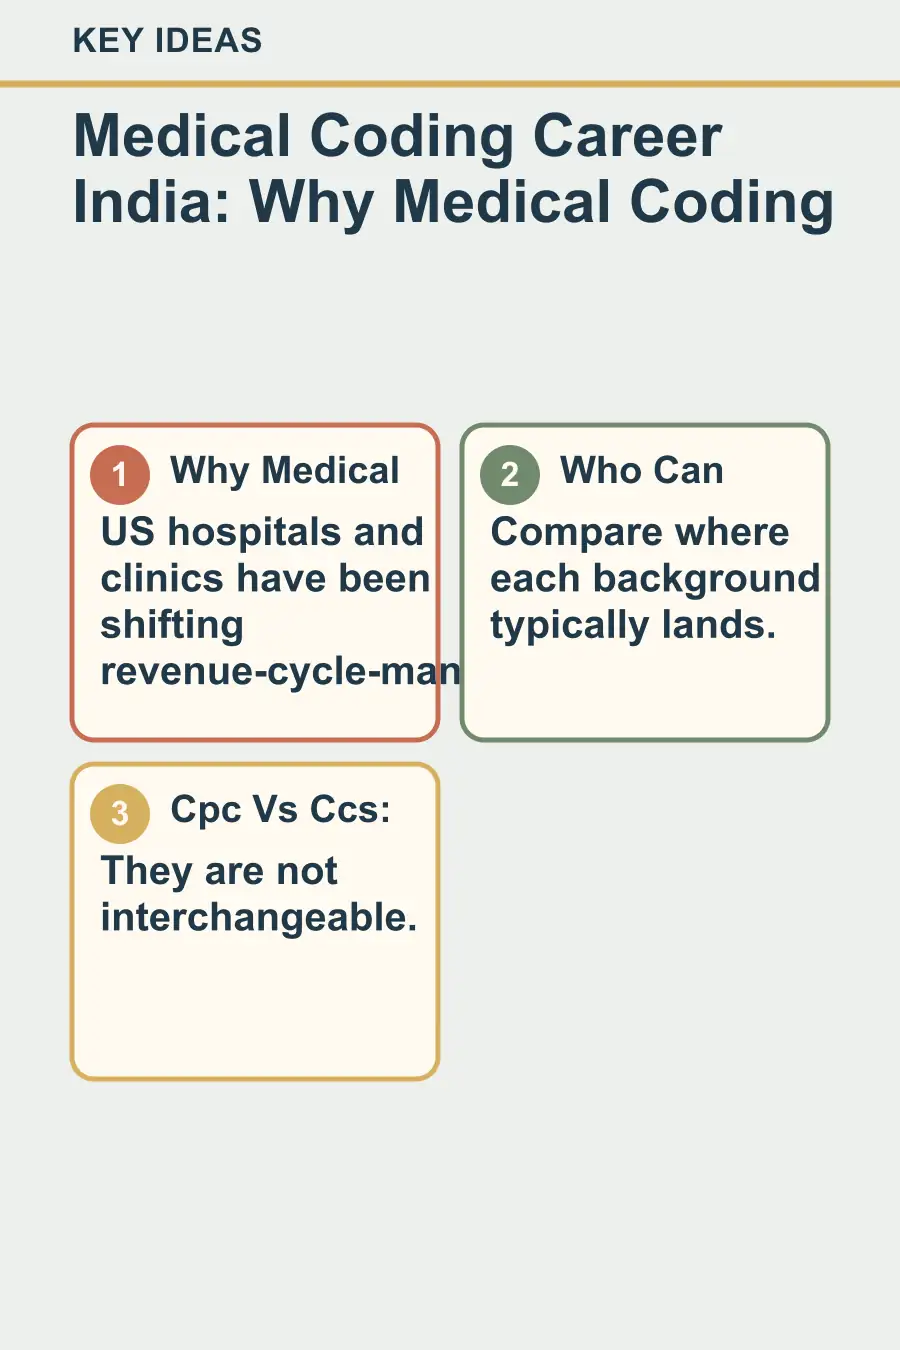 KEY IDEAS
Medical Coding Career
India: Why Medical Coding
1
Why Medical
US hospitals and
clinics have been
shifting
revenue-cycle-man
2
Who Can
Compare where
each background
typically lands.
3
Cpc Vs Ccs:
They are not
interchangeable.